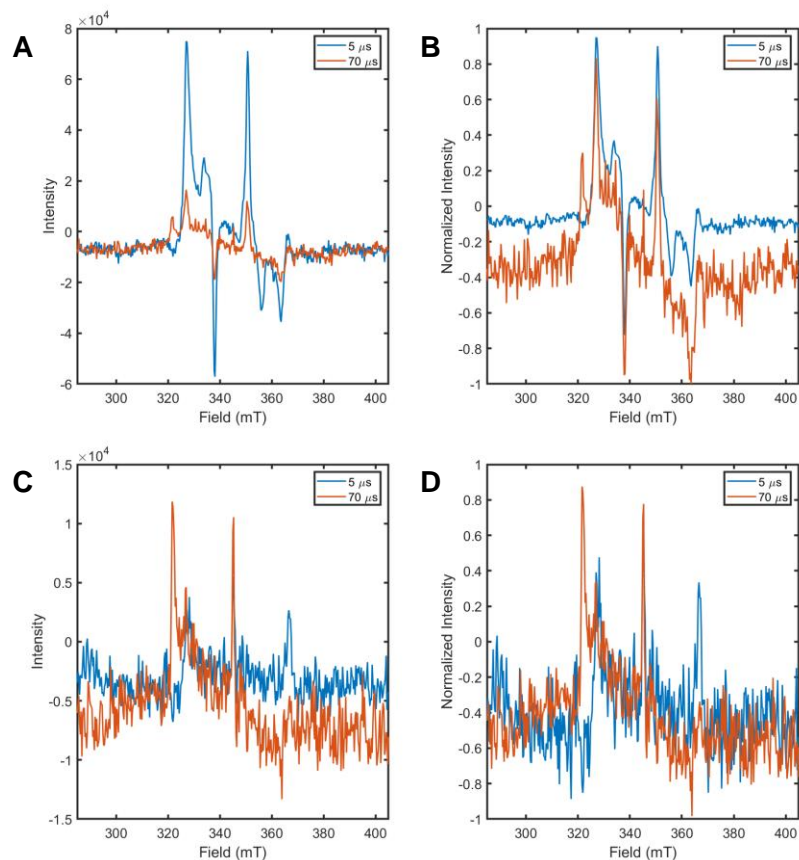 A
×10⁴
8
6
4
2
0
-2
-4
-6
Intensity
300 320 340 360 380 400
Field (mT)
5 μs
70 μs
B
1
0.8
0.6
0.4
0.2
0
-0.2
-0.4
-0.6
-0.8
-1
Normalized Intensity
300 320 340 360 380 400
Field (mT)
5 μs
70 μs
C
×10⁴
1.5
1
0.5
0
-0.5
-1
-1.5
Intensity
300 320 340 360 380 400
Field (mT)
5 μs
70 μs
D
1
0.8
0.6
0.4
0.2
0
-0.2
-0.4
-0.6
-0.8
-1
Normalized Intensity
300 320 340 360 380 400
Field (mT)
5 μs
70 μs